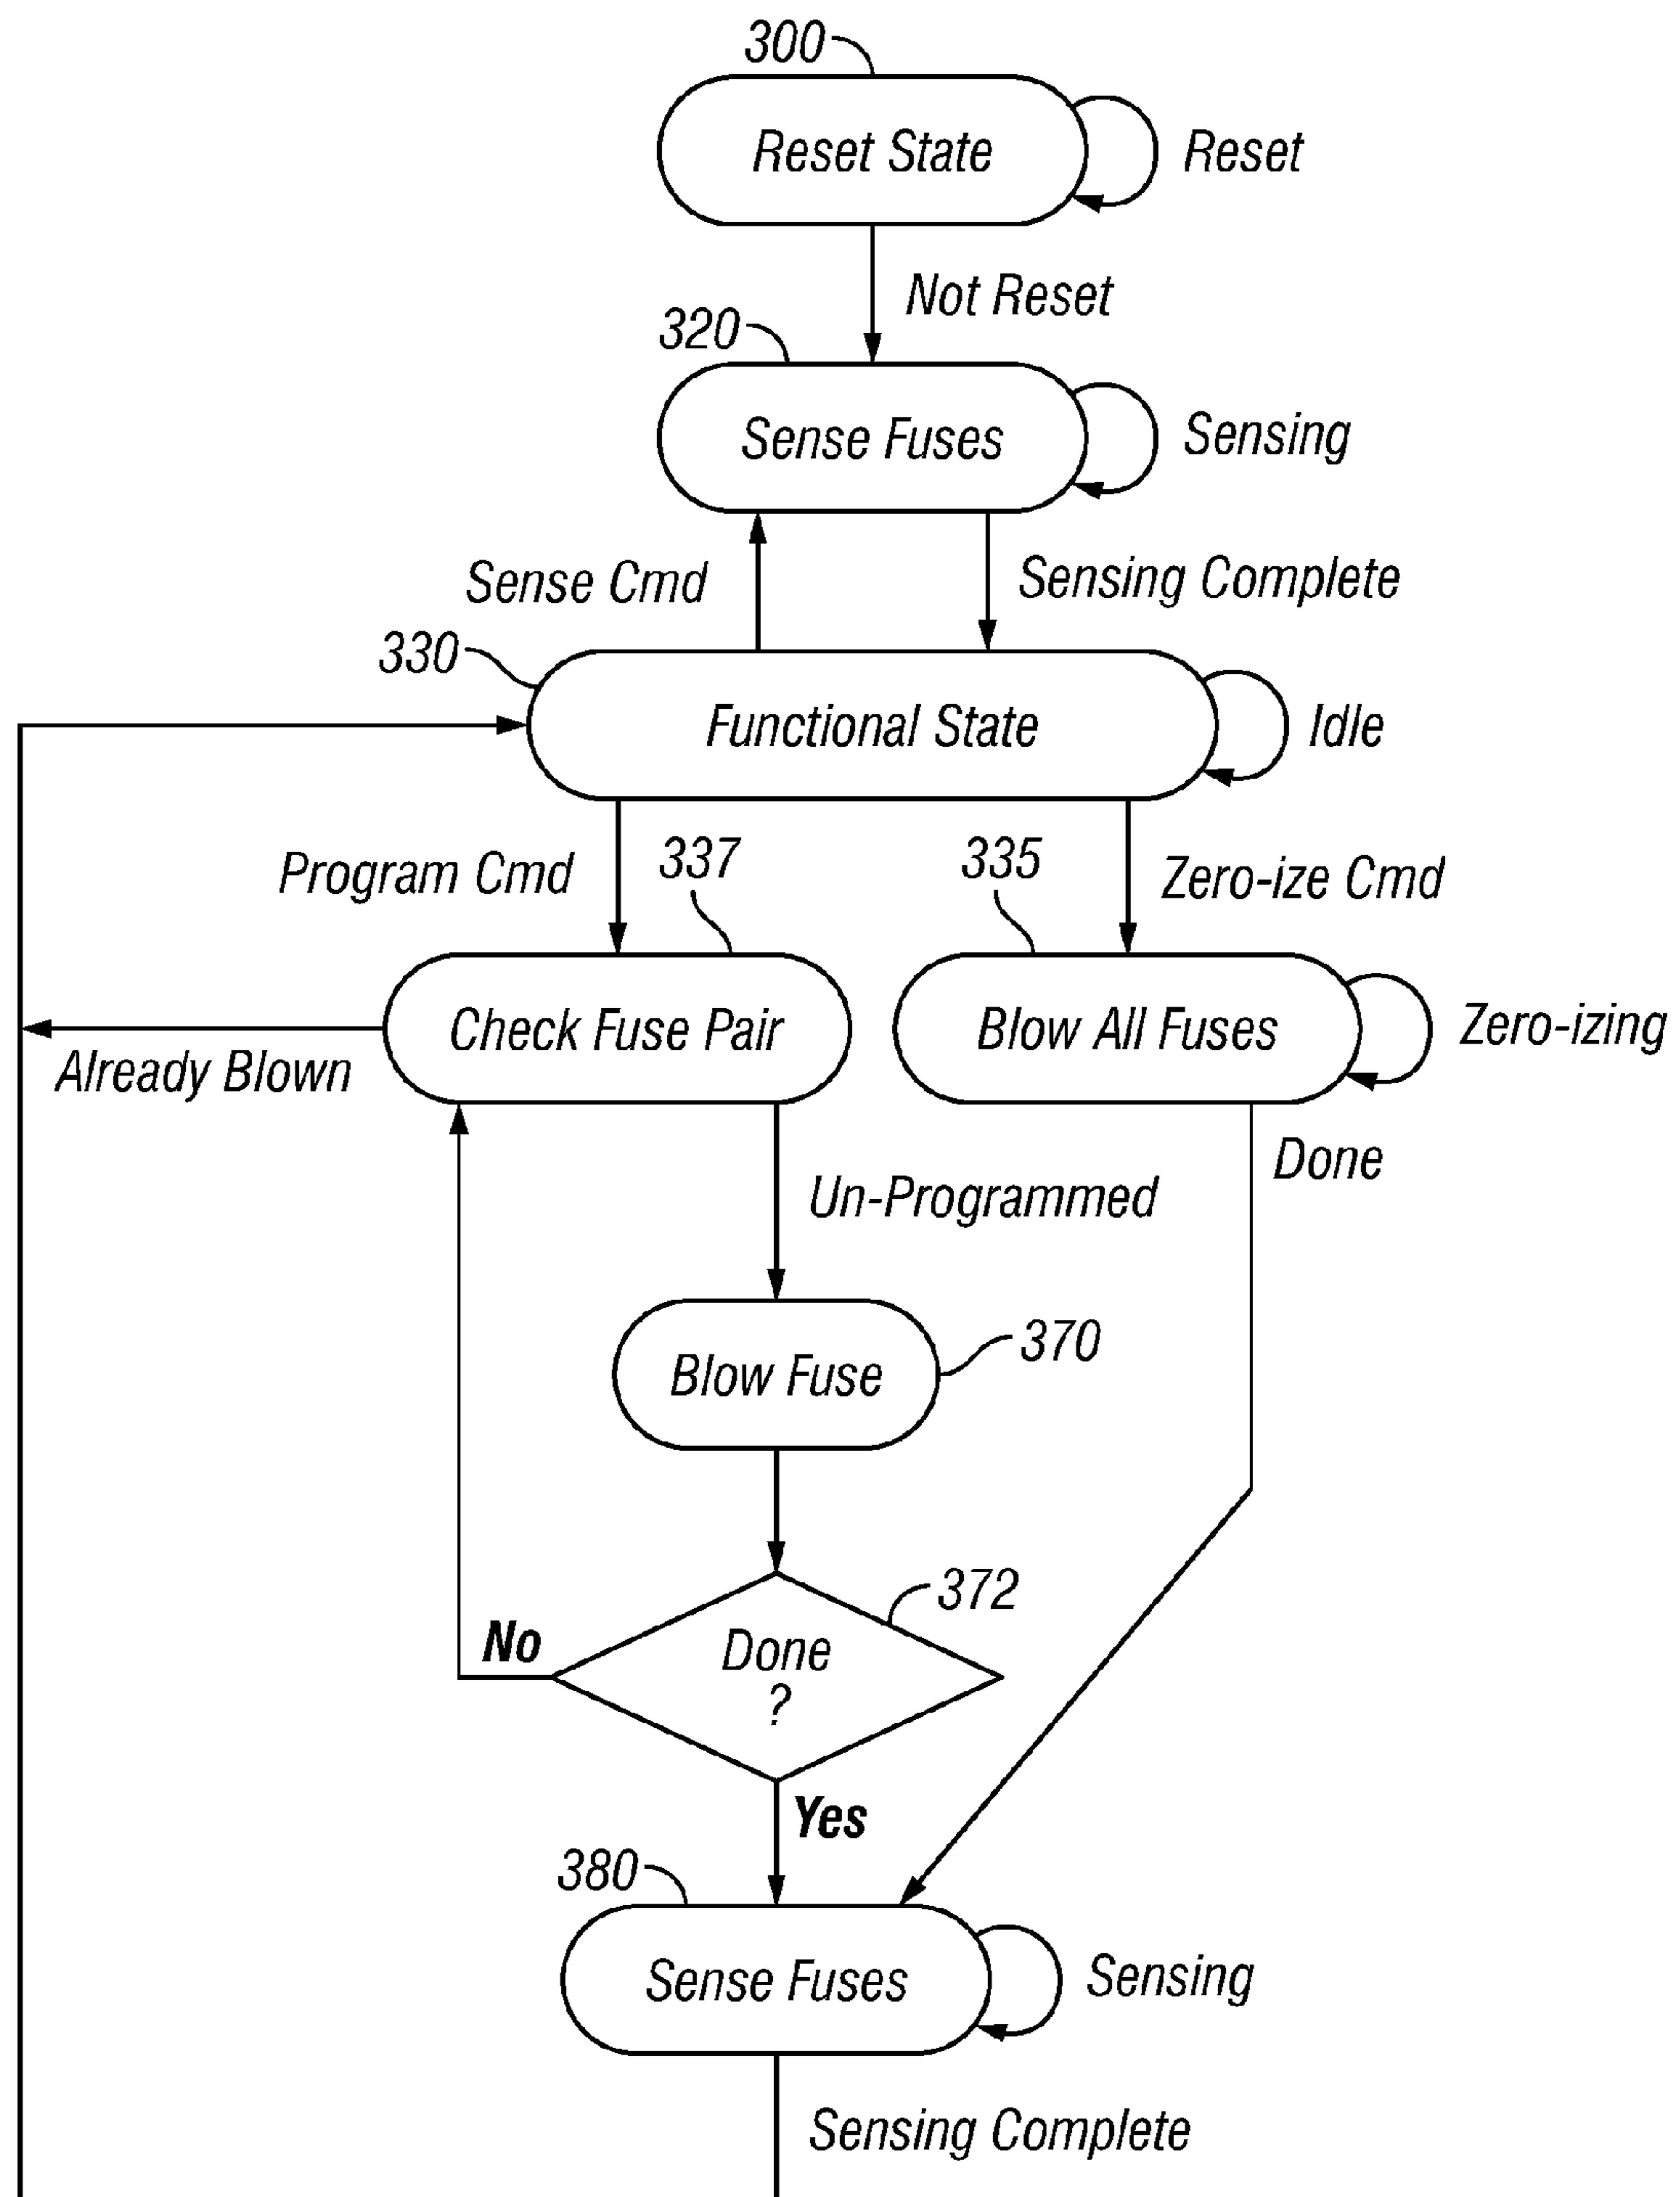 300
Reset State
Reset
Not Reset
320
Sense Fuses
Sensing
Sense Cmd
Sensing Complete
330
Functional State
Idle
Program Cmd
337
335
Zero-ize Cmd
Check Fuse Pair
Blow All Fuses
Zero-izing
Already Blown
Done
Un-Programmed
Blow Fuse
370
372
Done
?
No
Yes
380
Sense Fuses
Sensing
Sensing Complete